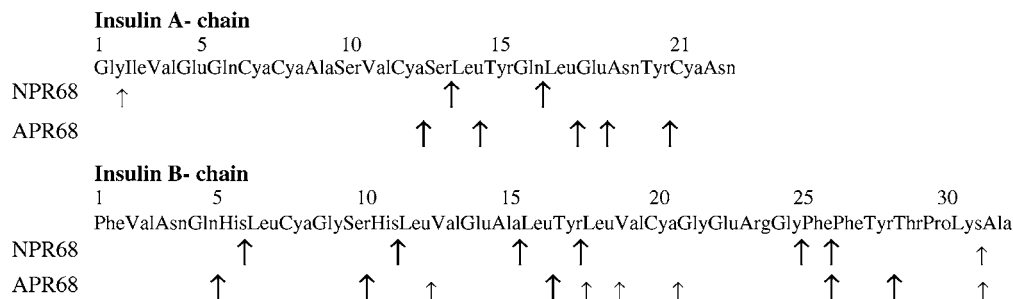 Insulin A- chain
1 5 10 15 21
GlyIleValGluGlnCyaCyaAlaSerValCyaSerLeuTyrGlnLeuGluAsnTyrCyaAsn
NPR68
APR68
Insulin B- chain
1 5 10 15 20 25 30
PheValAsnGlnHisLeuCyaGlySerHisLeuValGluAlaLeuTyrLeuValCyaGlyGluArgGlyPhePheTyrThrProLysAla
NPR68
APR68